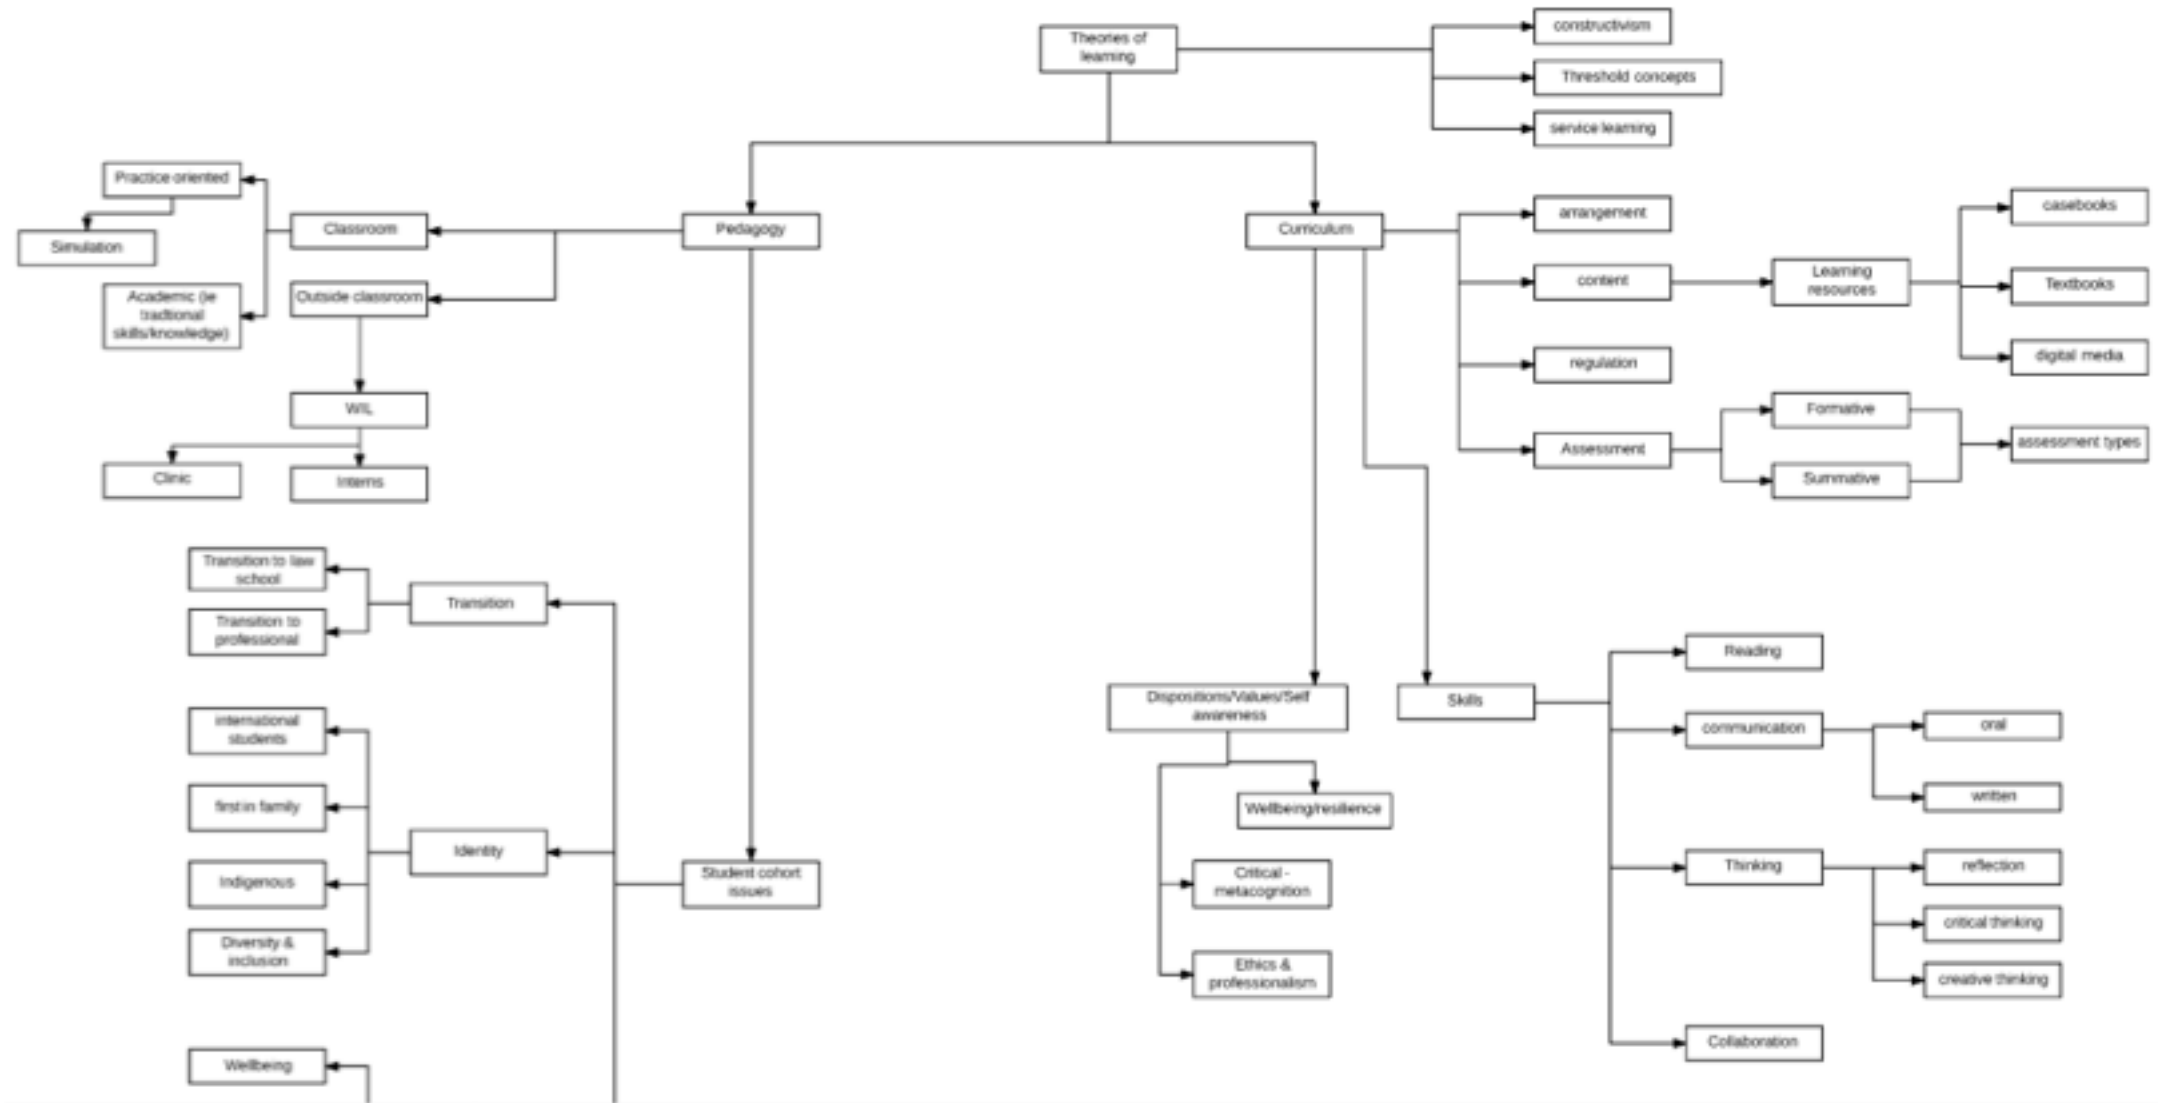 Theories of
learning
constructivism
Threshold concepts
service learning
Practice oriented
Simulation
Academic (ie
tradtional
skills/knowledge)
Classroom
Outside classroom
Pedagogy
WIL
Clinic
Interns
Curriculum
arrangement
content
regulation
Assessment
Learning
resources
casebooks
Textbooks
digital media
Formative
Summative
assessment types
Transition to law
school
Transition to
professional
Transition
international
students
first in family
Indigenous
Diversity &
inclusion
Identity
Student cohort
issues
Wellbeing
Dispositions/Values/Self
awareness
Wellbeing/resilience
Critical -
metacognition
Ethics &
professionalism
Skills
Reading
communication
oral
written
Thinking
reflection
critical thinking
creative thinking
Collaboration